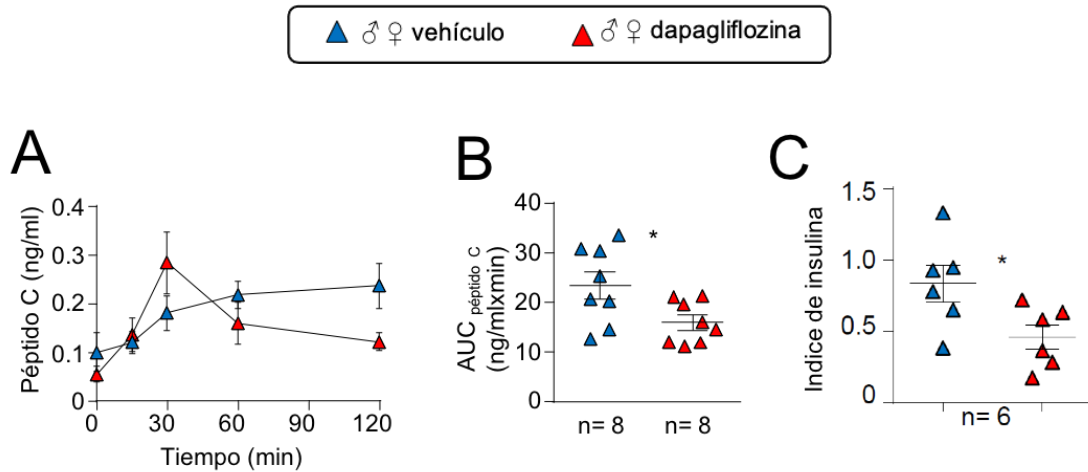 ♂♀ vehículo ♂♀ dapagliflozina
A
Péptido C (ng/ml)
0.4
0.3
0.2
0.1
0
0 30 60 90 120
Tiempo (min)
B
AUC péptido C
(ng/mlxmin)
40
30
20
10
0
*
n= 8 n= 8
C
Indice de insulina
1.5
1.0
0.5
0
*
n= 6